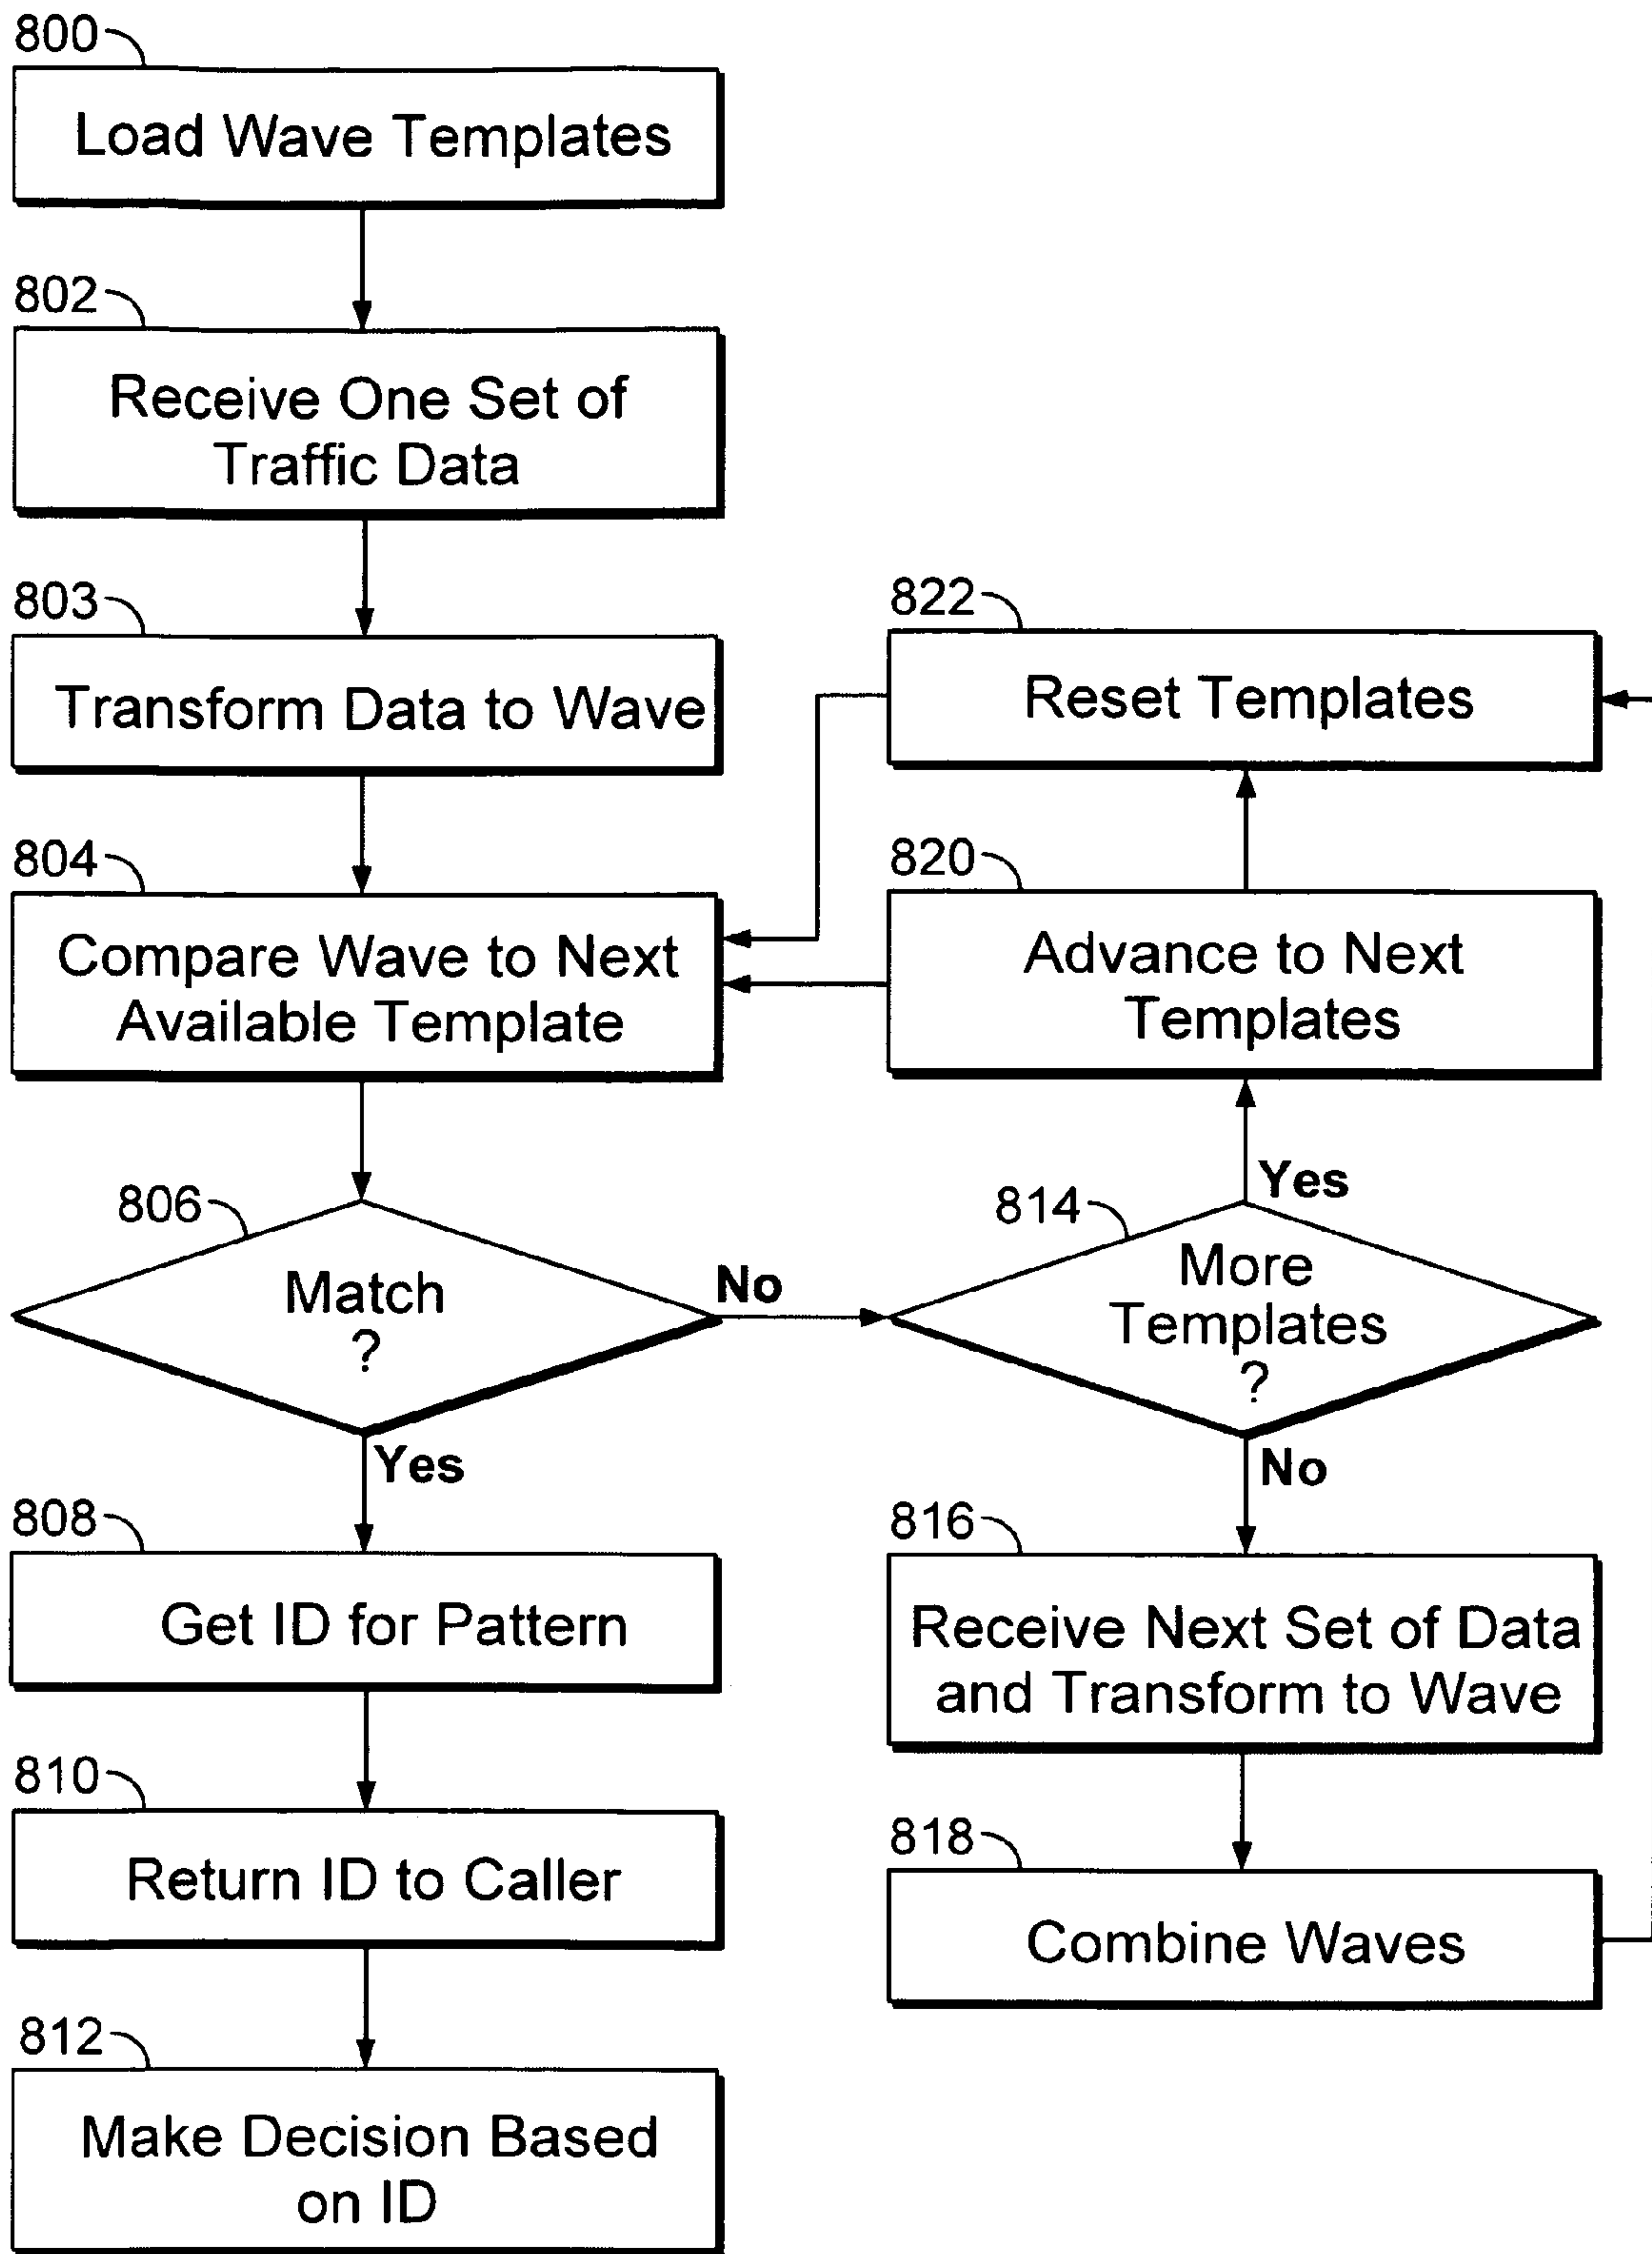 800
Load Wave Templates
802
Receive One Set of
Traffic Data
803
Transform Data to Wave
804
Compare Wave to Next
Available Template
806
Match
?
No
Yes
808
Get ID for Pattern
810
Return ID to Caller
812
Make Decision Based
on ID
822
Reset Templates
820
Advance to Next
Templates
Yes
814
More
Templates
?
No
816
Receive Next Set of Data
and Transform to Wave
818
Combine Waves